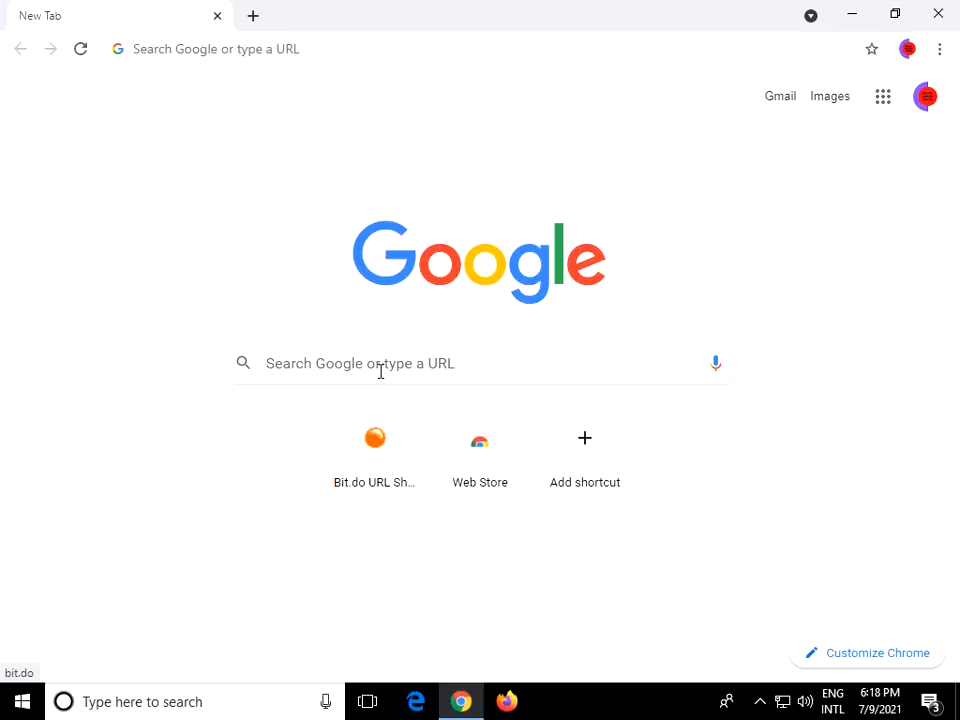 New Tab
Search Google or type a URL
Gmail Images
Google
Search Google or type a URL
Bit.do URL Sh... Web Store Add shortcut
Customize Chrome
bit.do
Type here to search
ENG 6:18 PM
INTL 7/9/2021
3